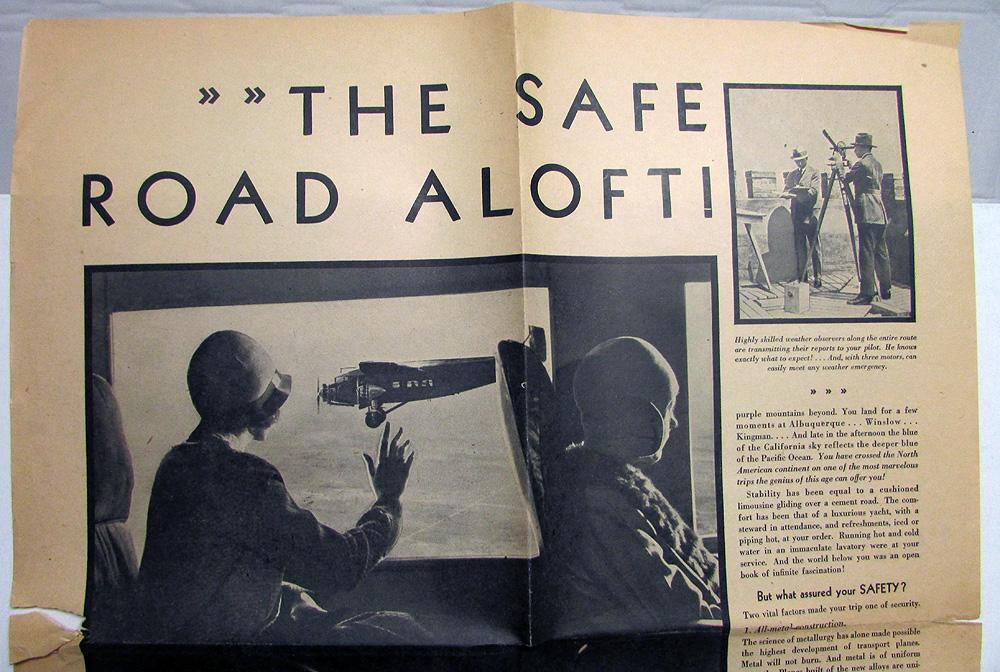 »» THE SAFE
ROAD ALOFT!
Highly skilled weather observers along the entire route
are transmitting their reports to your pilot. He knows
exactly what to expect! . . . And, with three motors, can
easily meet any weather emergency.
» » »
purple mountains beyond. You land for a few
moments at Albuquerque . . . Winslow . . .
Kingman. . . . And late in the afternoon the blue
of the California sky reflects the deeper blue
of the Pacific Ocean. You have crossed the North
American continent on one of the most marvelous
trips the genius of this age can offer you!
Stability has been equal to a cushioned
limousine gliding over a cement road. The com-
fort has been that of a luxurious yacht, with a
steward in attendance, and refreshments, iced or
piping hot, at your order. Running hot and cold
water in an immaculate lavatory were at your
service. And the world below you was an open
book of infinite fascination!
But what assured your SAFETY?
Two vital factors made your trip one of security.
1. All-metal construction.
The science of metallurgy has alone made possible
the highest development of transport planes.
Metal will not burn. And metal is of uniform
Planes built of the new alloys are uni-